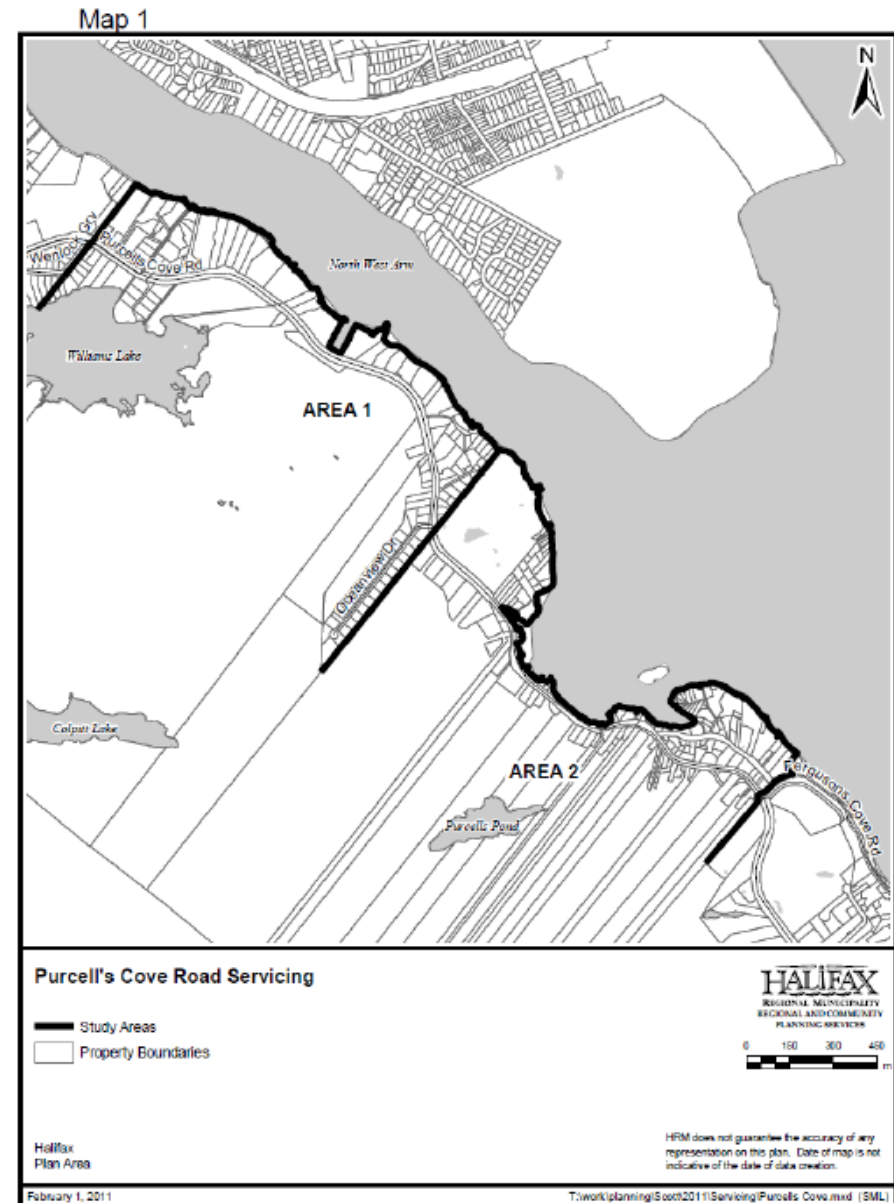 Map 1
N
Wenlock Grv
Purcells Cove Rd
North West Arm
Williams Lake
AREA 1
Oceanview Dr
Colpitt Lake
AREA 2
Purcells Pond
Fergusons Cove Rd
Purcell's Cove Road Servicing
Study Areas
Property Boundaries
HALIFAX
REGIONAL MUNICIPALITY
REGIONAL AND COMMUNITY
PLANNING SERVICES
0 150 300 450
m
Halifax
Plan Area
HRM does not guarantee the accuracy of any
representation on this plan. Date of map is not
indicative of the date of data creation.
February 1, 2011
T:\work\planning\Scott\2011\Servicing\Purcells Cove.mxd (SML)